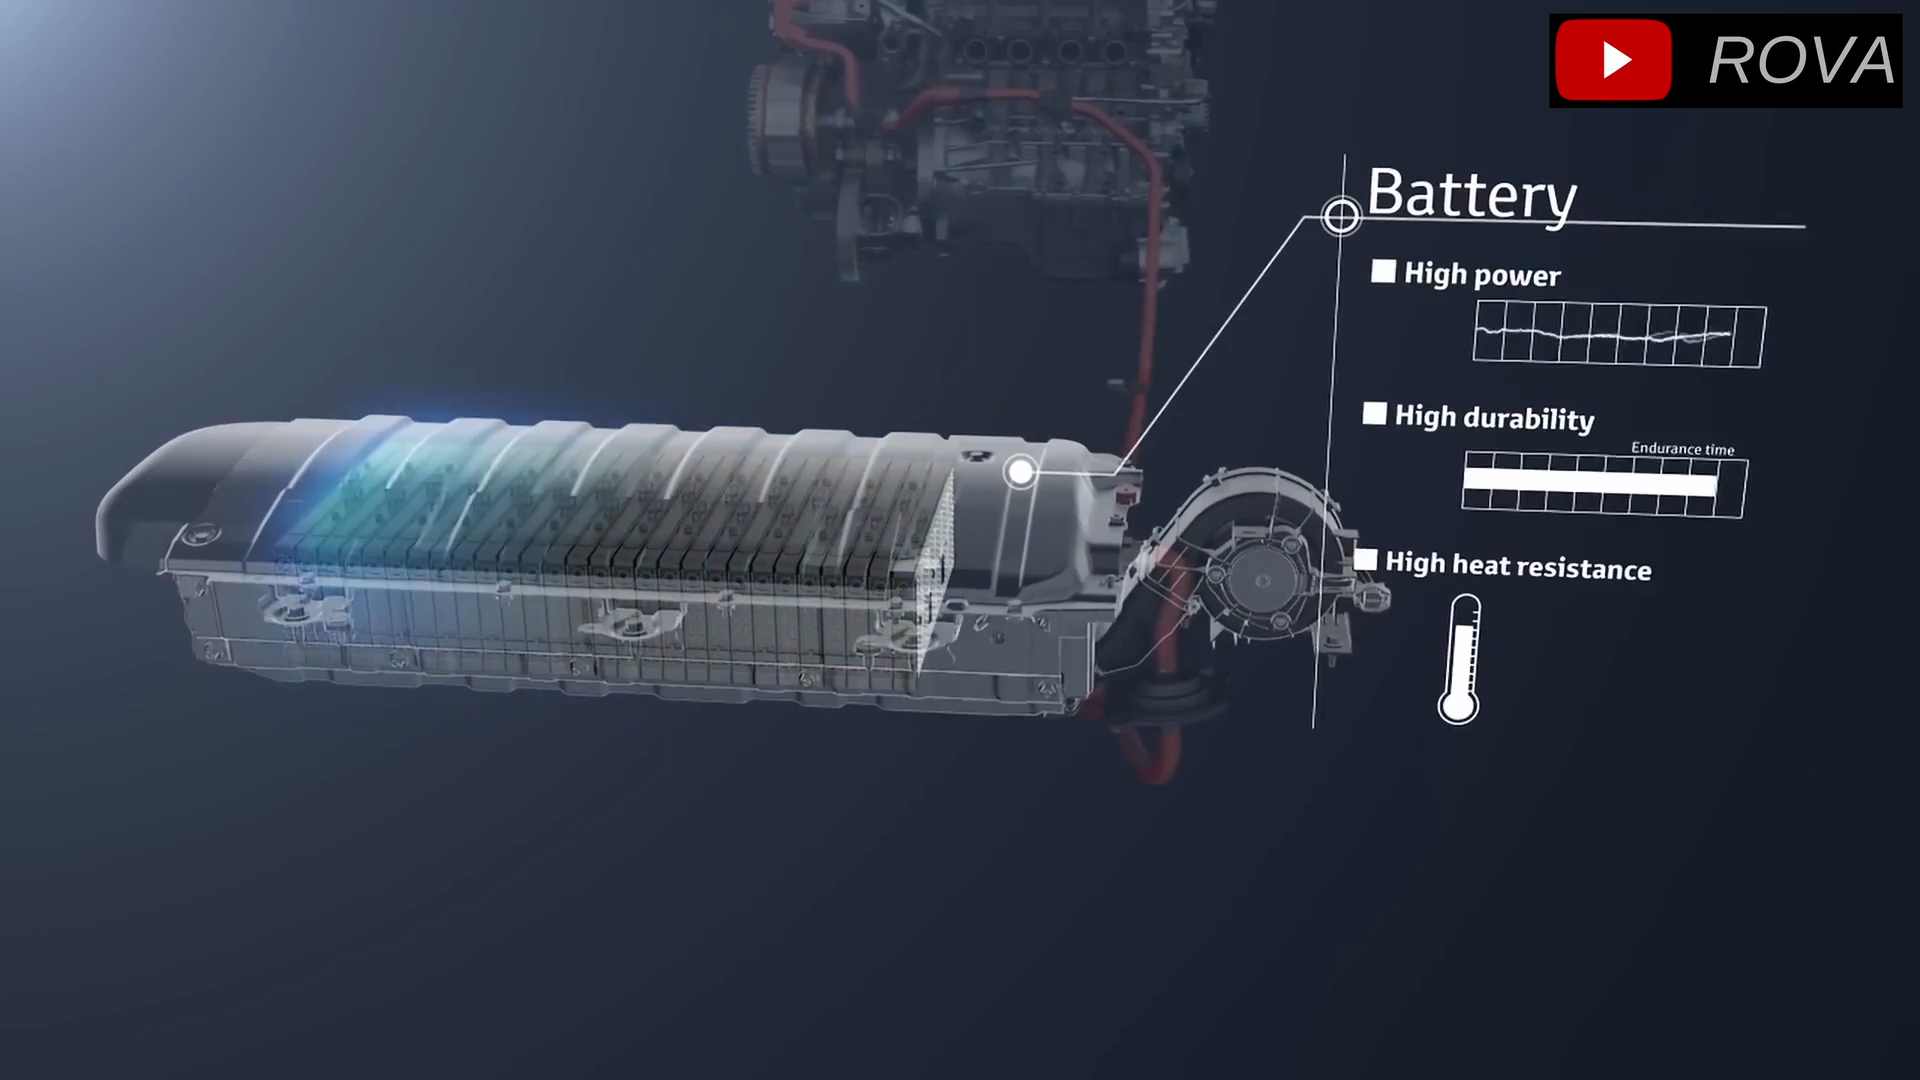 ROVA
Battery
High power
High durability
Endurance time
High heat resistance